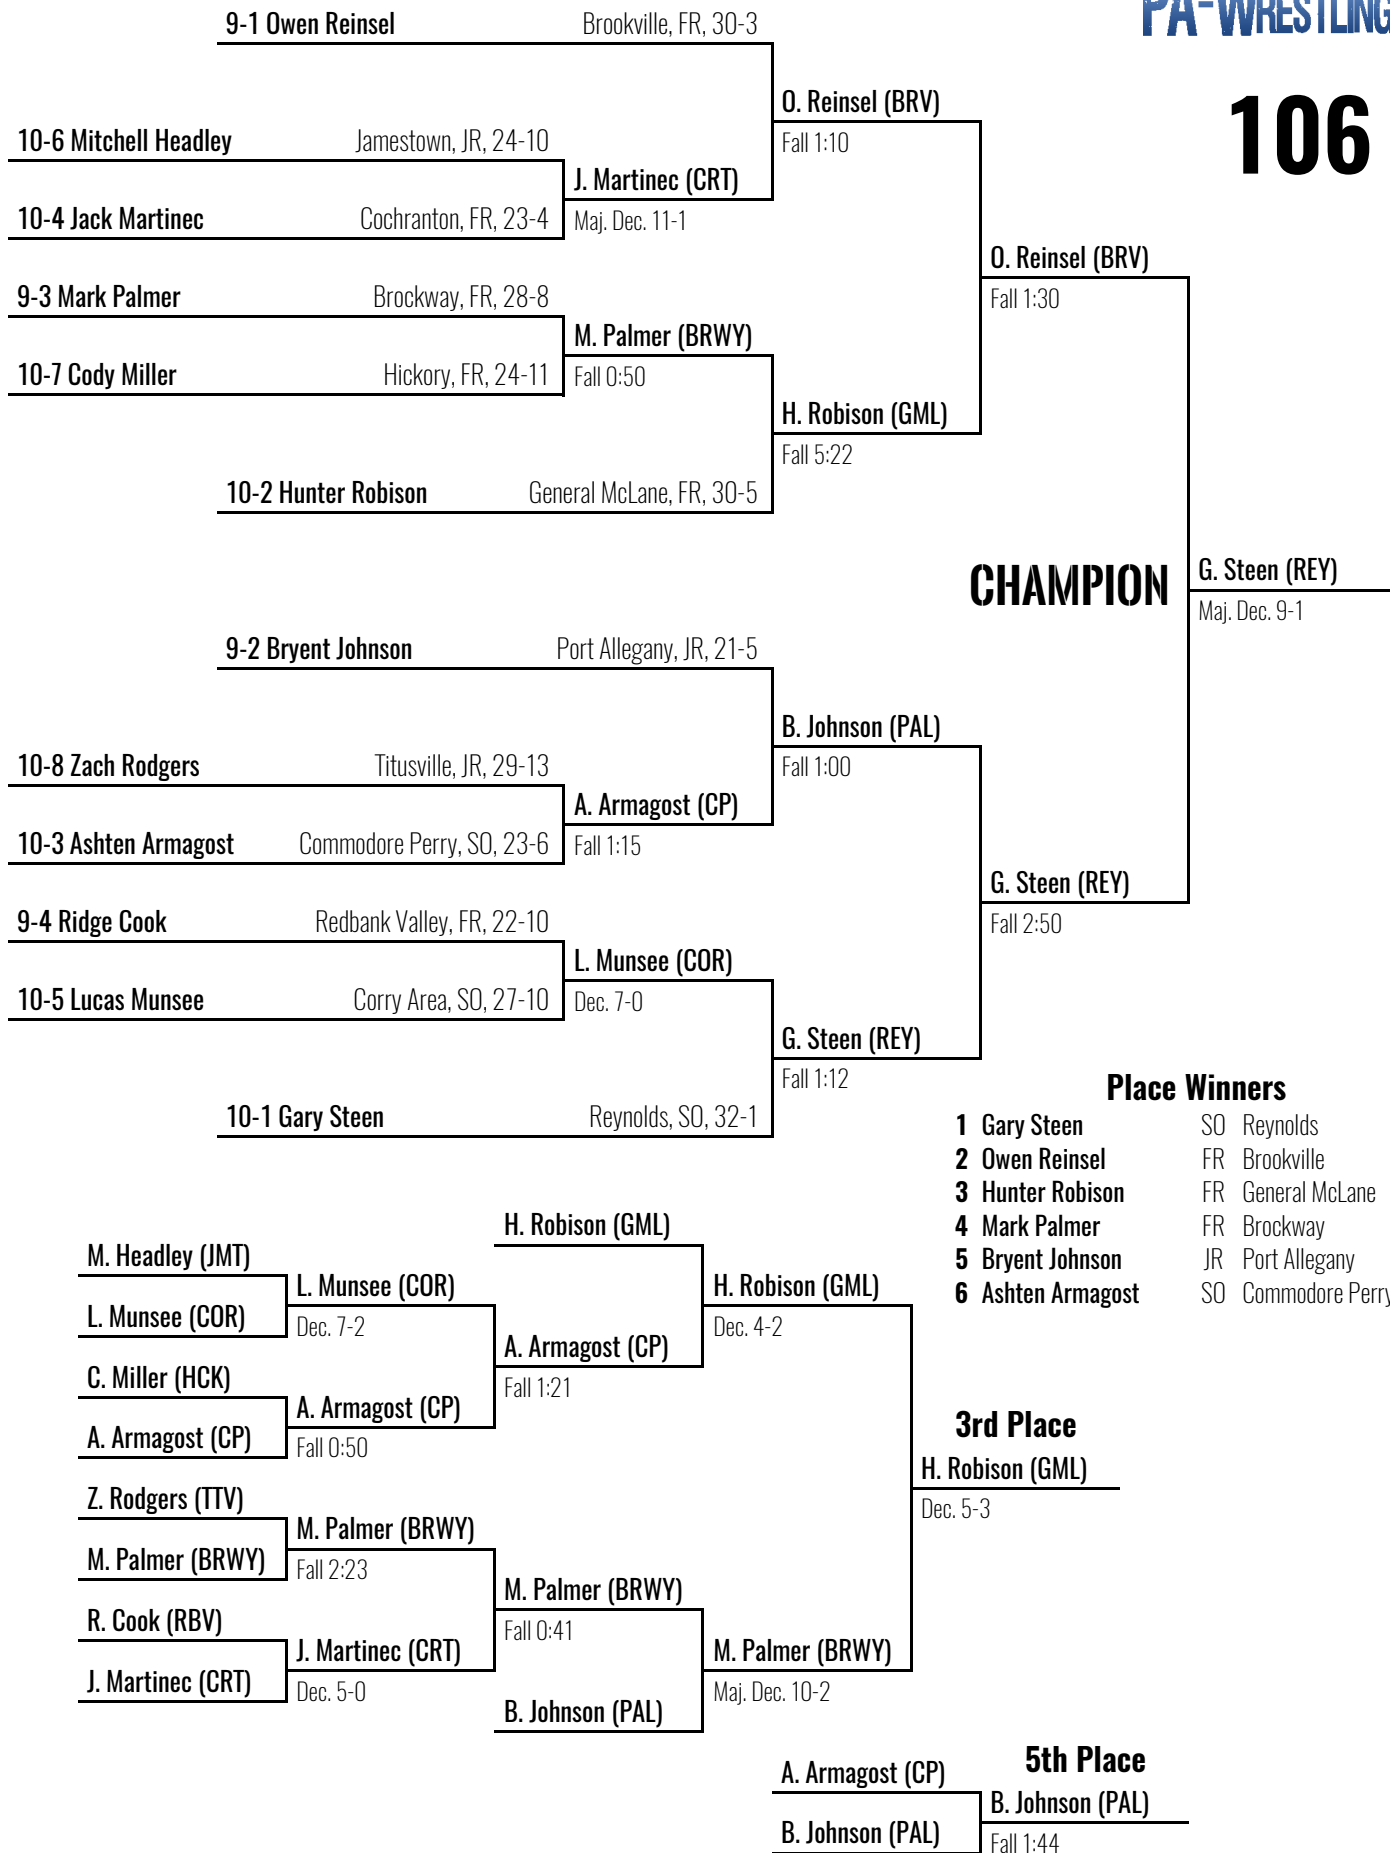 PA-WRESTLING
106
9-1 Owen Reinsel Brookville, FR, 30-3
O. Reinsel (BRV)
Fall 1:10
10-6 Mitchell Headley Jamestown, JR, 24-10
J. Martinec (CRT)
Maj. Dec. 11-1
10-4 Jack Martinec Cochranton, FR, 23-4
O. Reinsel (BRV)
Fall 1:30
9-3 Mark Palmer Brockway, FR, 28-8
M. Palmer (BRWY)
Fall 0:50
10-7 Cody Miller Hickory, FR, 24-11
H. Robison (GML)
Fall 5:22
10-2 Hunter Robison General McLane, FR, 30-5
CHAMPION
G. Steen (REY)
Maj. Dec. 9-1
9-2 Bryent Johnson Port Allegany, JR, 21-5
B. Johnson (PAL)
Fall 1:00
10-8 Zach Rodgers Titusville, JR, 29-13
A. Armagost (CP)
Fall 1:15
10-3 Ashten Armagost Commodore Perry, SO, 23-6
G. Steen (REY)
Fall 2:50
9-4 Ridge Cook Redbank Valley, FR, 22-10
L. Munsee (COR)
Dec. 7-0
10-5 Lucas Munsee Corry Area, SO, 27-10
G. Steen (REY)
Fall 1:12
10-1 Gary Steen Reynolds, SO, 32-1
Place Winners
1 Gary Steen SO Reynolds
2 Owen Reinsel FR Brookville
3 Hunter Robison FR General McLane
4 Mark Palmer FR Brockway
5 Bryent Johnson JR Port Allegany
6 Ashten Armagost SO Commodore Perry
H. Robison (GML)
M. Headley (JMT)
L. Munsee (COR)
Dec. 7-2
L. Munsee (COR)
H. Robison (GML)
Dec. 4-2
A. Armagost (CP)
Fall 1:21
C. Miller (HCK)
A. Armagost (CP)
Fall 0:50
A. Armagost (CP)
3rd Place
H. Robison (GML)
Dec. 5-3
Z. Rodgers (TTV)
M. Palmer (BRWY)
Fall 2:23
M. Palmer (BRWY)
M. Palmer (BRWY)
Fall 0:41
R. Cook (RBV)
J. Martinec (CRT)
Dec. 5-0
J. Martinec (CRT)
M. Palmer (BRWY)
Maj. Dec. 10-2
B. Johnson (PAL)
5th Place
A. Armagost (CP)
B. Johnson (PAL)
Fall 1:44
B. Johnson (PAL)